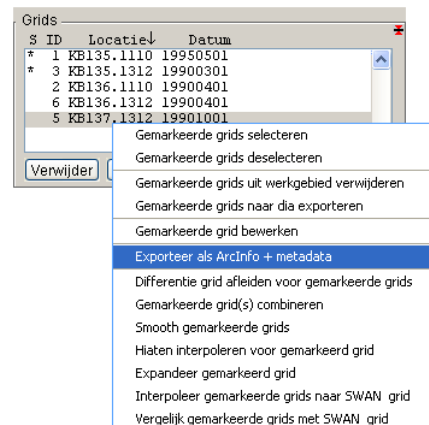 Grids
S ID Locatie↓ Datum
* 1 KB135.1110 19950501
* 3 KB135.1312 19900301
2 KB136.1110 19900401
6 KB136.1312 19900401
5 KB137.1312 19901001
Verwijder
Gemarkeerde grids selecteren
Gemarkeerde grids deselecteren
Gemarkeerde grids uit werkgebied verwijderen
Gemarkeerde grids naar dia exporteren
Gemarkeerde grid bewerken
Exporteer als ArcInfo + metadata
Differentie grid afleiden voor gemarkeerde grids
Gemarkeerde grid(s) combineren
Smooth gemarkeerde grids
Hiaten interpoleren voor gemarkeerd grid
Expandeer gemarkeerd grid
Interpoleer gemarkeerde grids naar SWAN grid
Vergelijk gemarkeerde grids met SWAN grid